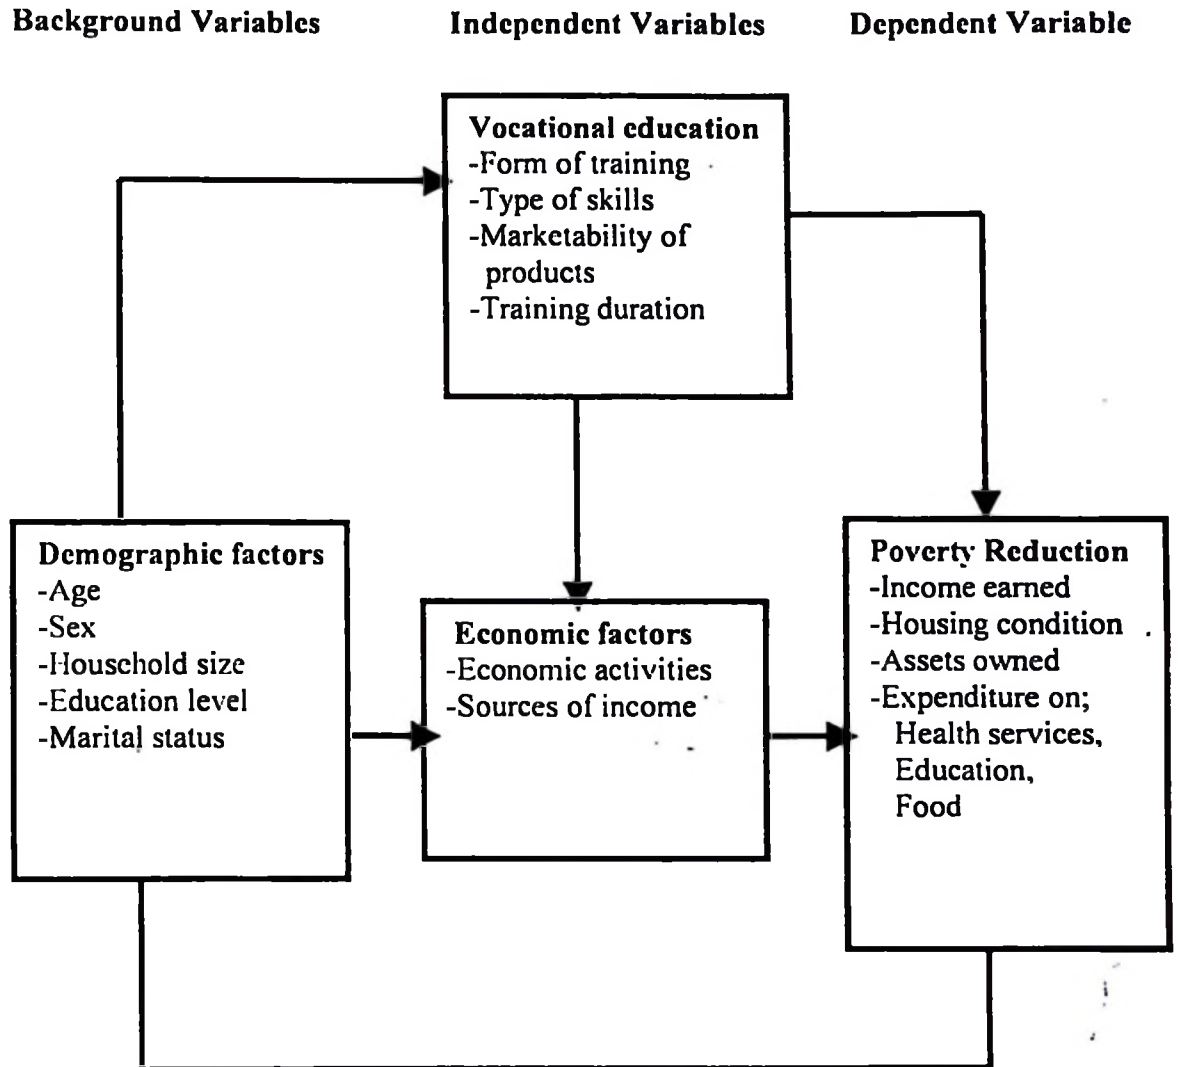 Background Variables
Independent Variables
Dependent Variable
Vocational education
-Form of training
-Type of skills
-Marketability of
products
-Training duration
Demographic factors
-Age
-Sex
-Household size
-Education level
-Marital status
Economic factors
-Economic activities
-Sources of income
Poverty Reduction
-Income earned
-Housing condition
-Assets owned
-Expenditure on;
Health services,
Education,
Food